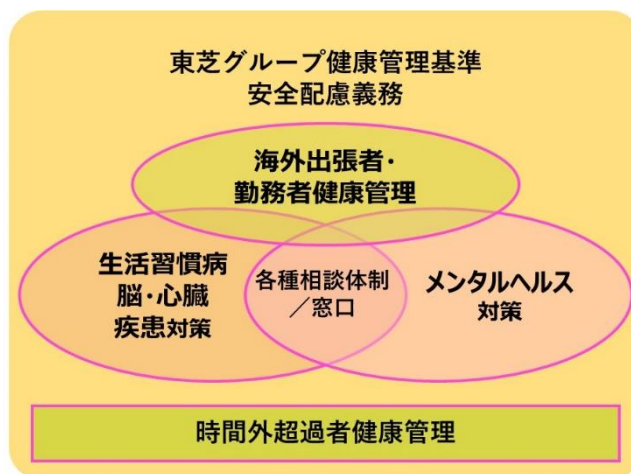 東芝グループ健康管理基準
安全配慮義務
海外出張者・
勤務者健康管理
生活習慣病
脳・心臓
疾患対策
各種相談体制
／窓口
メンタルヘルス
対策
時間外超過者健康管理